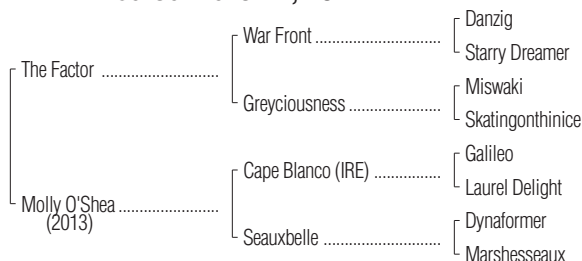 Danzig
War Front ........................................
Starry Dreamer
The Factor ....................................
Miswaki
Greyciousness .............................
Skatingonthinice
Galileo
Cape Blanco (IRE) ....................
Laurel Delight
Molly O'Shea ...............................
(2013)
Dynaformer
Seauxbelle .....................................
Marshesseaux